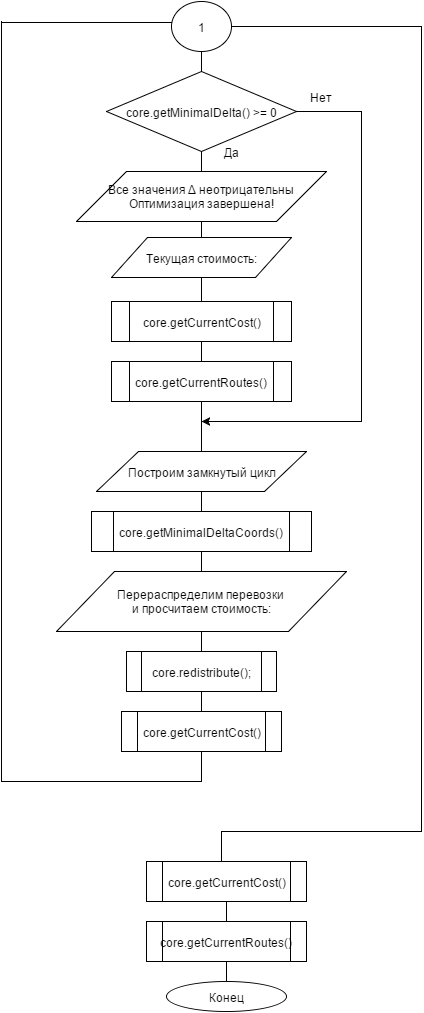 1
core.getMinimalDelta() >= 0
Нет
Да
Все значения Δ неотрицательны
Оптимизация завершена!
Текущая стоимость:
core.getCurrentCost()
core.getCurrentRoutes()
Построим замкнутый цикл
core.getMinimalDeltaCoords()
Перераспределим перевозки
и просчитаем стоимость:
core.redistribute();
core.getCurrentCost()
core.getCurrentCost()
core.getCurrentRoutes()
Конец